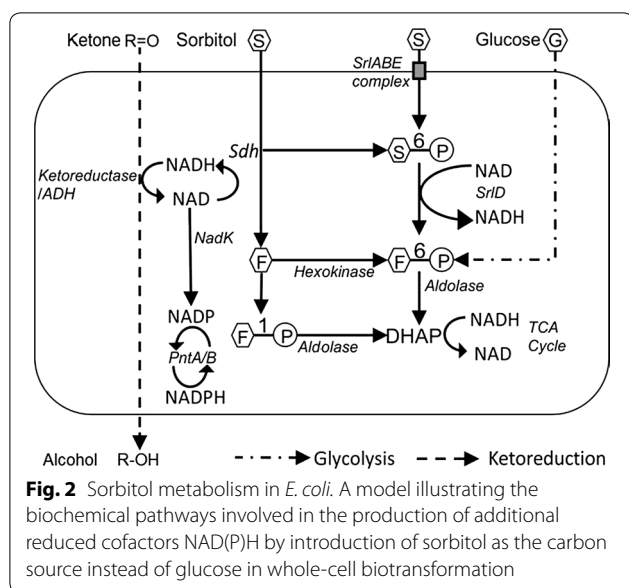 Ketone R=O Sorbitol S S Glucose G
SrlABE
complex
Sdh S 6 P
Ketoreductase
/ADH
NADH
NAD
NAD
SrlD
NADH
NadK
F Hexokinase F 6 P
Aldolase
NADP
PntA/B
NADPH
F 1 P Aldolase DHAP
NADH
NAD
TCA
Cycle
Alcohol R-OH Glycolysis Ketoreduction
Fig. 2 Sorbitol metabolism in E. coli. A model illustrating the
biochemical pathways involved in the production of additional
reduced cofactors NAD(P)H by introduction of sorbitol as the carbon
source instead of glucose in whole-cell biotransformation